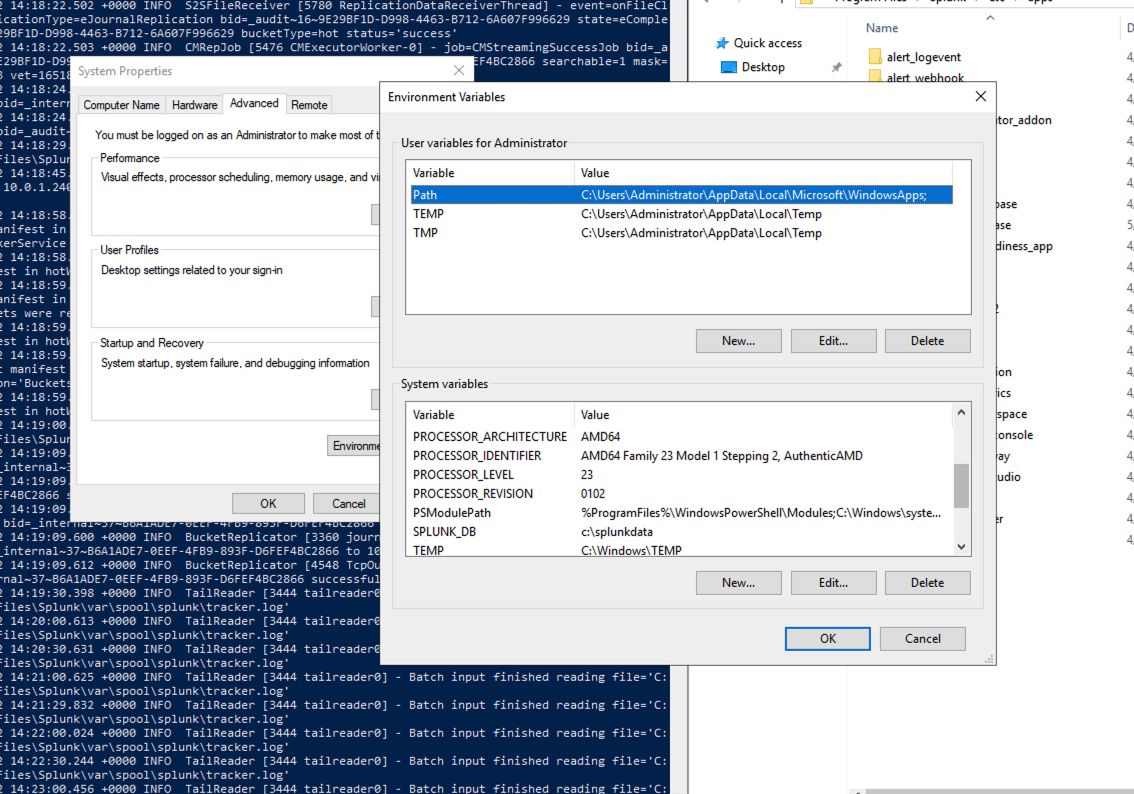 2 14:18:22.502 +0000 INFO S2SFileReceiver [5780 ReplicationDataReceiverThread] - event=onFileCl
icationType=eJournalReplication bid=_audit~16~9E29BF1D-D998-4463-B712-6A607F996629 state=eComple
29BF1D-D998-4463-B712-6A607F996629 bucketType=hot status='success'
2 14:18:22.503 +0000 INFO CMRepJob [5476 CMExecutorWorker-0] - job=CMStreamingSuccessJob bid=_a
EF4BC2866 searchable=1 mask=
3 vet=16518
2 14:18:24.
bid=_intern
2 14:18:24.
bid=_audit~
2 14:18:29.
Files\Splun
2 14:18:45.
10.0.1.240
2 14:18:58.
anifest in
kerService
2 14:18:58.
est in hotW
2 14:18:59.
anifest in
ets were re
2 14:18:59.
est in hotW
2 14:18:59.
t manifest
on='Buckets
2 14:18:59.
est in hotW
2 14:19:00.
Files\Splun
2 14:19:09.
_internal~3
2 14:19:09.
EF4BC2866 s
2 14:19:09.
bid=_internal~37~B6A1ADE7-0EEF-4FB9-893F-D6FEF4BC2866
2 14:19:09.600 +0000 INFO BucketReplicator [3360 journ
_internal~37~B6A1ADE7-0EEF-4FB9-893F-D6FEF4BC2866 to 10
2 14:19:09.612 +0000 INFO BucketReplicator [4548 TcpOu
rnal~37~B6A1ADE7-0EEF-4FB9-893F-D6FEF4BC2866 successful
2 14:19:30.398 +0000 INFO TailReader [3444 tailreader0
Files\Splunk\var\spool\splunk\tracker.log'
2 14:20:00.613 +0000 INFO TailReader [3444 tailreader0
Files\Splunk\var\spool\splunk\tracker.log'
2 14:20:30.631 +0000 INFO TailReader [3444 tailreader0
Files\Splunk\var\spool\splunk\tracker.log'
2 14:21:00.625 +0000 INFO TailReader [3444 tailreader0] - Batch input finished reading file='C:
Files\Splunk\var\spool\splunk\tracker.log'
2 14:21:29.832 +0000 INFO TailReader [3444 tailreader0] - Batch input finished reading file='C:
Files\Splunk\var\spool\splunk\tracker.log'
2 14:22:00.024 +0000 INFO TailReader [3444 tailreader0] - Batch input finished reading file='C:
Files\Splunk\var\spool\splunk\tracker.log'
2 14:22:30.244 +0000 INFO TailReader [3444 tailreader0] - Batch input finished reading file='C:
Files\Splunk\var\spool\splunk\tracker.log'
2 14:23:00.456 +0000 INFO TailReader [3444 tailreader0] - Batch input finished reading file='C:
System Properties
Computer Name Hardware Advanced Remote
You must be logged on as an Administrator to make most of t
Performance
Visual effects, processor scheduling, memory usage, and vi
User Profiles
Desktop settings related to your sign-in
Startup and Recovery
System startup, system failure, and debugging information
Environme
OK Cancel
Environment Variables
User variables for Administrator
Variable Value
Path C:\Users\Administrator\AppData\Local\Microsoft\WindowsApps;
TEMP C:\Users\Administrator\AppData\Local\Temp
TMP C:\Users\Administrator\AppData\Local\Temp
New... Edit... Delete
System variables
Variable Value
PROCESSOR_ARCHITECTURE AMD64
PROCESSOR_IDENTIFIER AMD64 Family 23 Model 1 Stepping 2, AuthenticAMD
PROCESSOR_LEVEL 23
PROCESSOR_REVISION 0102
PSModulePath %ProgramFiles%\WindowsPowerShell\Modules;C:\Windows\syste...
SPLUNK_DB c:\splunkdata
TEMP C:\Windows\TEMP
New... Edit... Delete
OK Cancel
Quick access
Desktop
Name D
alert_logevent 4
alert_webhook 4
tor_addon
base
ase
diness_app
2
ion
ics
space
console
way
udio
er